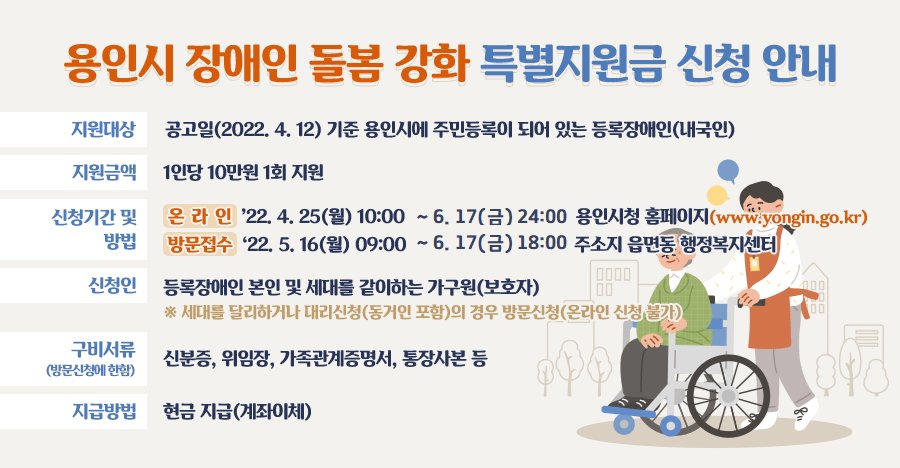 용인시 장애인 돌봄 강화 특별지원금 신청 안내
지원대상 공고일(2022. 4. 12) 기준 용인시에 주민등록이 되어 있는 등록장애인(내국인)
지원금액 1인당 10만원 1회 지원
신청기간 및 방법
온 라 인 ’22. 4. 25(월) 10:00 ~ 6. 17(금) 24:00 용인시청 홈페이지(www.yongin.go.kr)
방문접수 ‘22. 5. 16(월) 09:00 ~ 6. 17(금) 18:00 주소지 읍면동 행정복지센터
신청인 등록장애인 본인 및 세대를 같이하는 가구원(보호자)
※ 세대를 달리하거나 대리신청(동거인 포함)의 경우 방문신청(온라인 신청 불가)
구비서류
(방문신청에 한함)
신분증, 위임장, 가족관계증명서, 통장사본 등
지급방법 현금 지급(계좌이체)